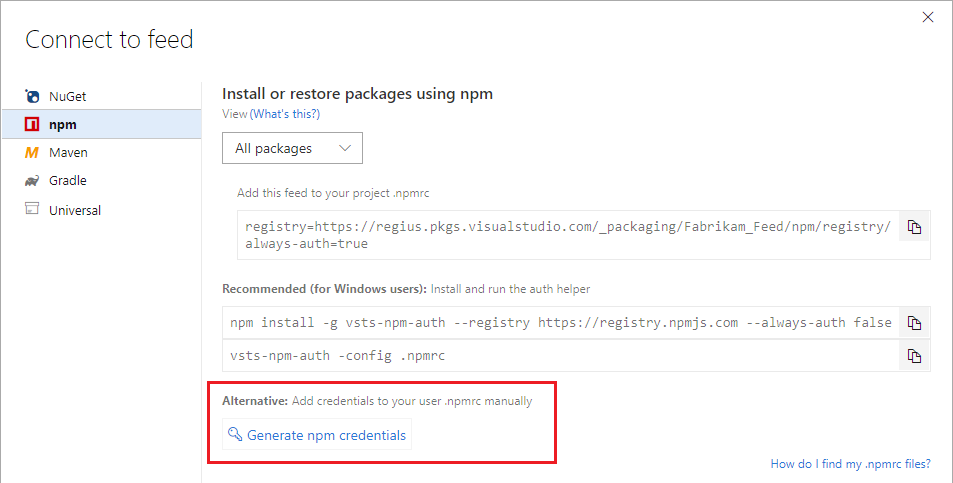 Connect to feed
NuGet
npm
Maven
Gradle
Universal
Install or restore packages using npm
View (What's this?)
All packages
Add this feed to your project .npmrc
registry=https://regius.pkgs.visualstudio.com/_packaging/Fabrikam_Feed/npm/registry/
always-auth=true
Recommended (for Windows users): Install and run the auth helper
npm install -g vsts-npm-auth --registry https://registry.npmjs.com --always-auth false
vsts-npm-auth -config .npmrc
Alternative: Add credentials to your user .npmrc manually
Generate npm credentials
How do I find my .npmrc files?